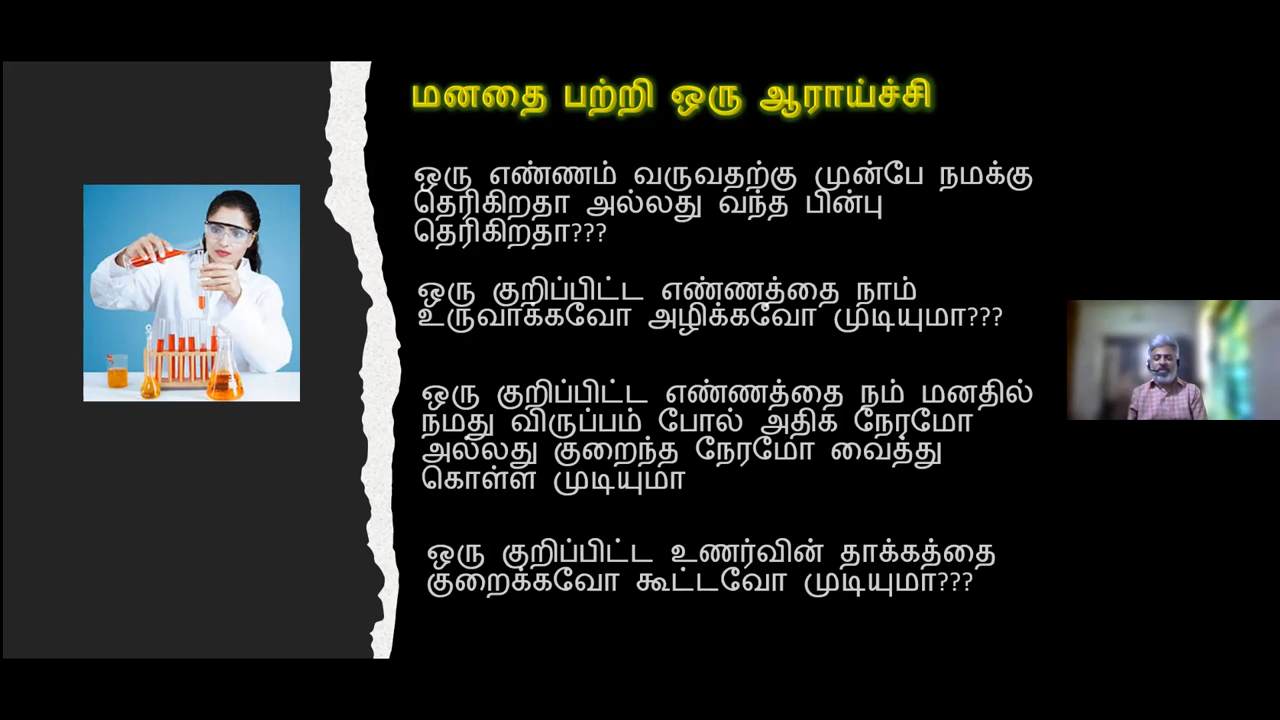 மனதை பற்றி ஒரு ஆராய்ச்சி
ஒரு எண்ணம் வருவதற்கு முன்பே நமக்கு
தெரிகிறதா அல்லது வந்த பின்பு
தெரிகிறதா???
ஒரு குறிப்பிட்ட எண்ணத்தை நாம்
உருவாக்கவோ அழிக்கவோ முடியுமா???
ஒரு குறிப்பிட்ட எண்ணத்தை நம் மனதில்
நமது விருப்பம் போல் அதிக நேரமோ
அல்லது குறைந்த நேரமோ வைத்து
கொள்ள முடியுமா
ஒரு குறிப்பிட்ட உணர்வின் தாக்கத்தை
குறைக்கவோ கூட்டவோ முடியுமா???